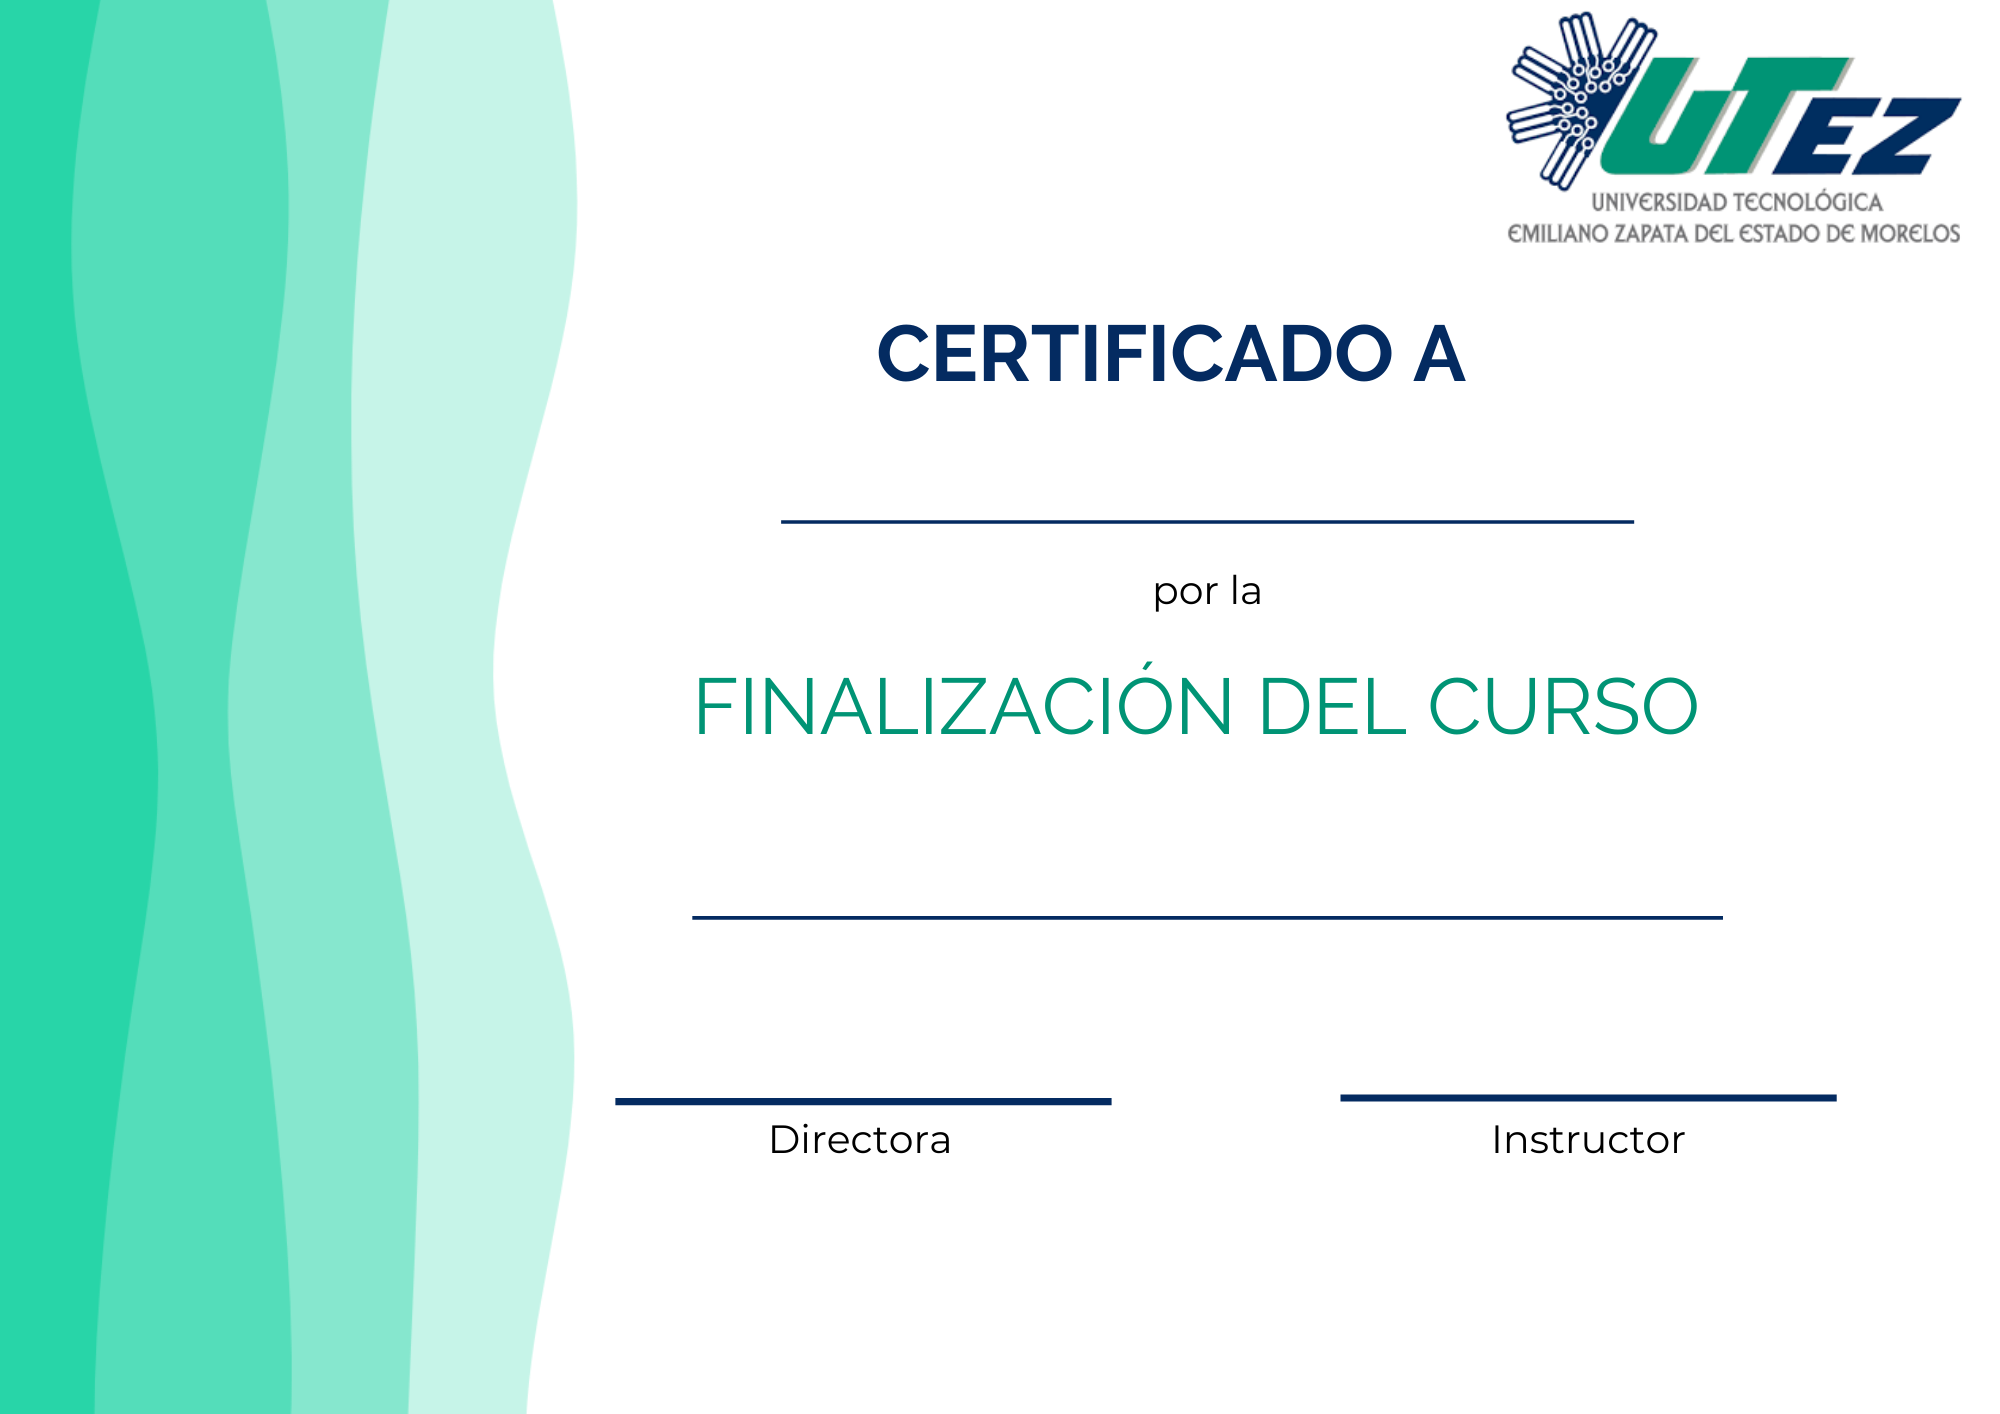 UTEZ
UNIVERSIDAD TECNOLÓGICA
EMILIANO ZAPATA DEL ESTADO DE MORELOS
CERTIFICADO A
por la
FINALIZACIÓN DEL CURSO
Directora
Instructor